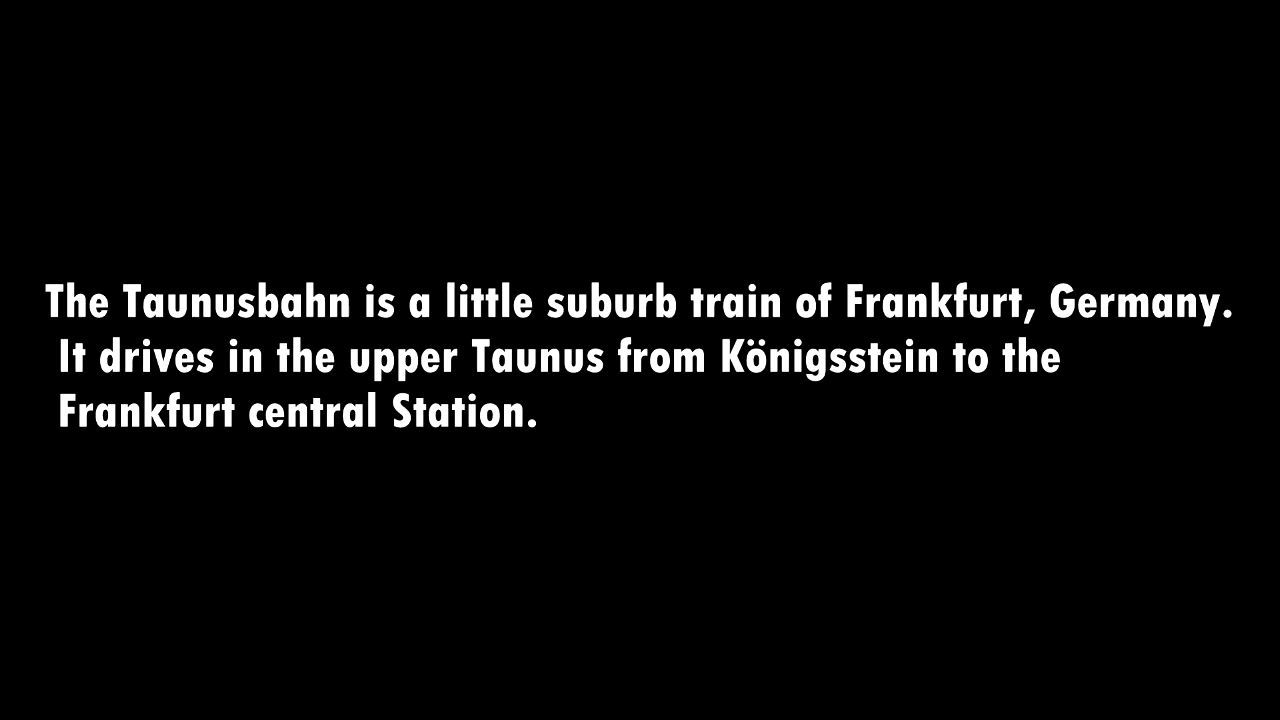 The Taunusbahn is a little suburb train of Frankfurt, Germany.
It drives in the upper Taunus from Königsstein to the
Frankfurt central Station.